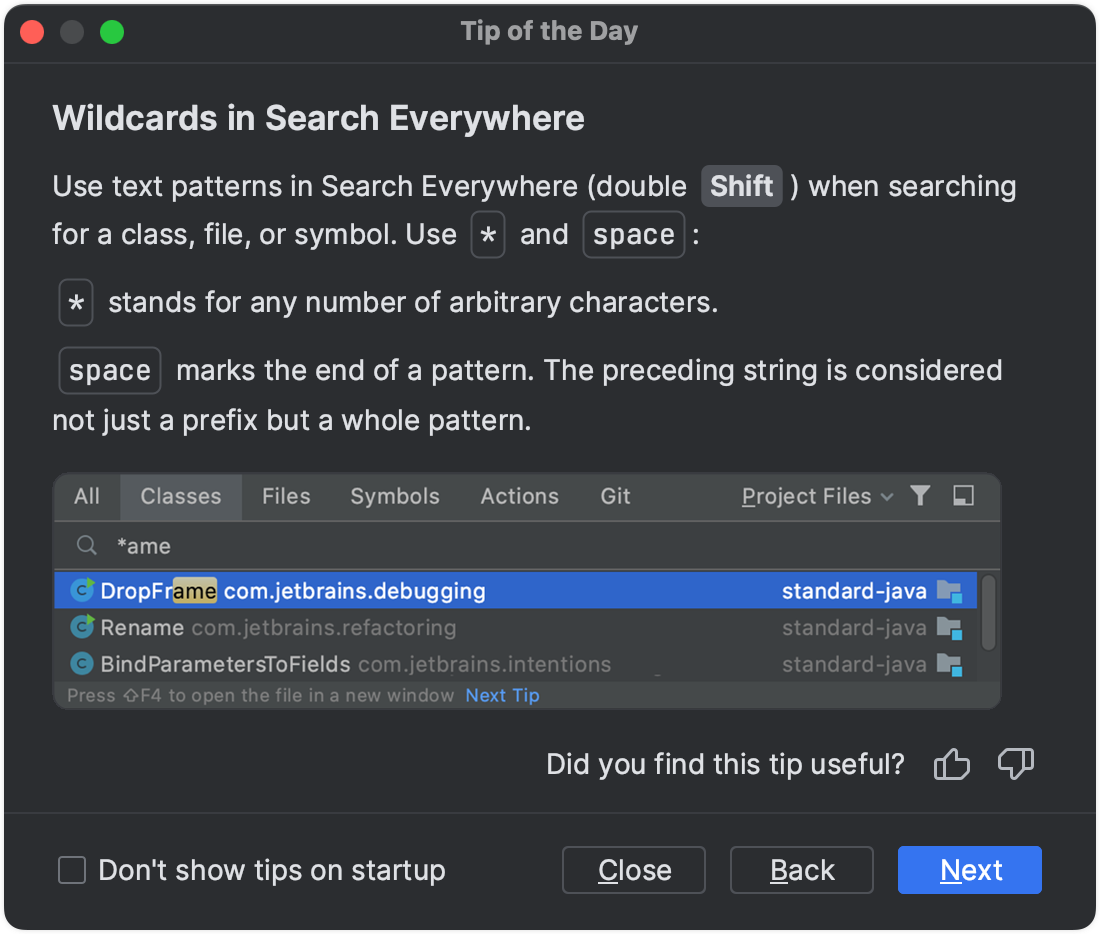 Tip of the Day
Wildcards in Search Everywhere
Use text patterns in Search Everywhere (double Shift ) when searching
for a class, file, or symbol. Use * and space :
* stands for any number of arbitrary characters.
space marks the end of a pattern. The preceding string is considered
not just a prefix but a whole pattern.
All Classes Files Symbols Actions Git Project Files
*ame
C DropFrame com.jetbrains.debugging standard-java
C Rename com.jetbrains.refactoring standard-java
C BindParametersToFields com.jetbrains.intentions standard-java
Press ⇧F4 to open the file in a new window Next Tip
Did you find this tip useful?
Don't show tips on startup Close Back Next